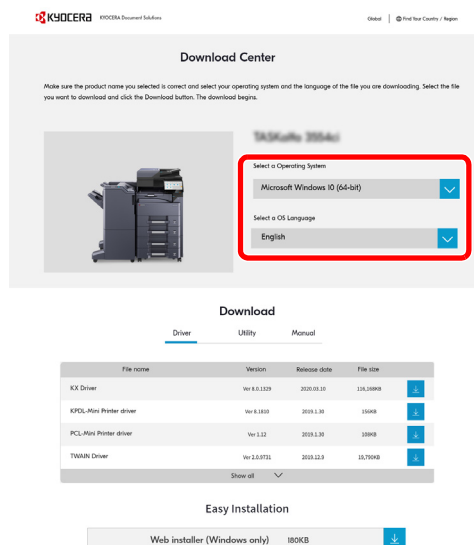 KYOCERA KYOCERA Document Solutions Global Find Your Country / Region
Download Center
Make sure the product name you selected is correct and select your operating system and the language of the file you are downloading. Select the file
you want to download and click the Download button. The download begins.
Select a Operating System
Microsoft Windows 10 (64-bit)
Select a OS Language
English
Download
Driver Utility Manual
File name Version Release date File size
KX Driver Ver 8.0.1329 2020.03.10 116,168KB
KPDL-Mini Printer driver Ver 8.1810 2019.1.30 156KB
PCL-Mini Printer driver Ver 1.12 2019.1.30 108KB
TWAIN Driver Ver 2.0.9731 2019.12.9 19,790KB
Show all
Easy Installation
Web installer (Windows only) 180KB